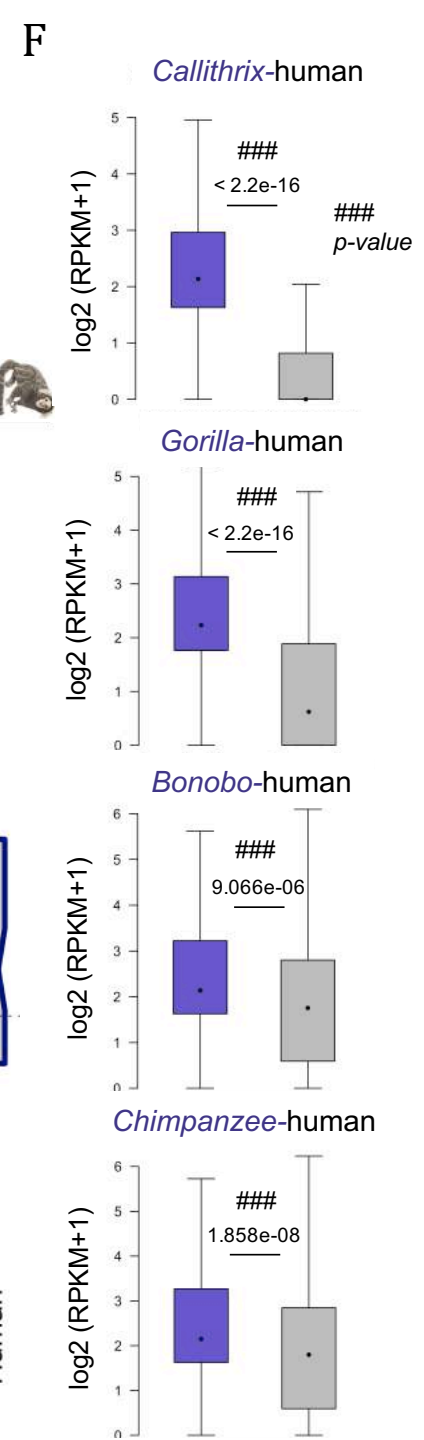 F
Callithrix-human
log2 (RPKM+1)
5
4
3
2
1
0
###
< 2.2e-16
###
p-value
Gorilla-human
log2 (RPKM+1)
5
4
3
2
1
0
###
< 2.2e-16
Bonobo-human
log2 (RPKM+1)
6
5
4
3
2
1
0
###
9.066e-06
Chimpanzee-human
log2 (RPKM+1)
6
5
4
3
2
1
0
###
1.858e-08